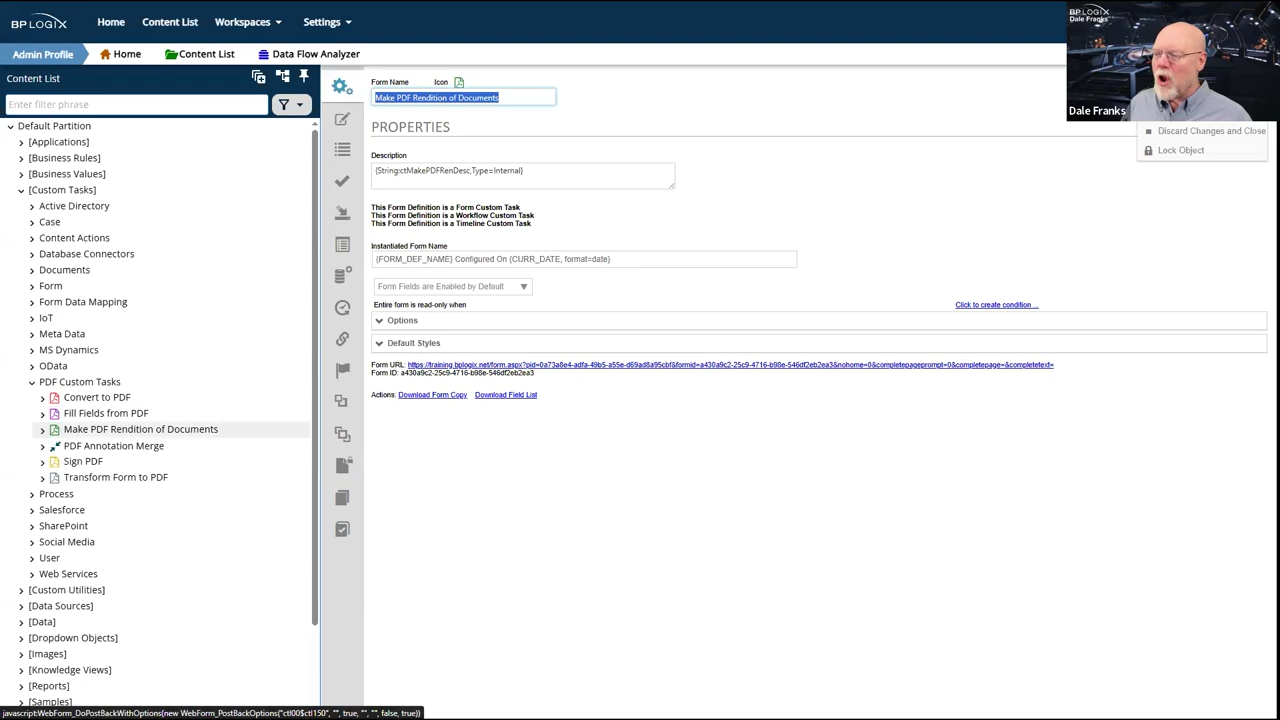 BP LOGIX
Home
Content List
Workspaces
Settings
BP LOGIX
Dale Franks
Admin Profile
Home
Content List
Data Flow Analyzer
Content List
Enter filter phrase
Default Partition
[Applications]
[Business Rules]
[Business Values]
[Custom Tasks]
Active Directory
Case
Content Actions
Database Connectors
Documents
Form
Form Data Mapping
IoT
Meta Data
MS Dynamics
OData
PDF Custom Tasks
Convert to PDF
Fill Fields from PDF
Make PDF Rendition of Documents
PDF Annotation Merge
Sign PDF
Transform Form to PDF
Process
Salesforce
SharePoint
Social Media
User
Web Services
[Custom Utilities]
[Data Sources]
[Data]
[Dropdown Objects]
[Images]
[Knowledge Views]
[Reports]
[Samples]
javascript:WebForm_DoPostBackWithOptions(new WebForm_PostBackOptions("ctl00$ctl150", "", true, "", "", false, true))
Form Name
Icon
Make PDF Rendition of Documents
PROPERTIES
Description
{String:ctMakePDFRenDesc,Type=Internal}
This Form Definition is a Form Custom Task
This Form Definition is a Workflow Custom Task
This Form Definition is a Timeline Custom Task
Instantiated Form Name
{FORM_DEF_NAME} Configured On {CURR_DATE, format=date}
Form Fields are Enabled by Default
Entire form is read-only when
Click to create condition ...
Options
Default Styles
Form URL: https://training.bplogix.net/form.aspx?pid=0a73a8e4-adfa-49b5-a55e-d69ad8a95cbf&formid=a430a9c2-25c9-4716-b98e-546df2eb2ea3&nohome=0&completepageprompt=0&completepage=&completetext=
Form ID: a430a9c2-25c9-4716-b98e-546df2eb2ea3
Actions: Download Form Copy Download Field List
Dale Franks
Discard Changes and Close
Lock Object